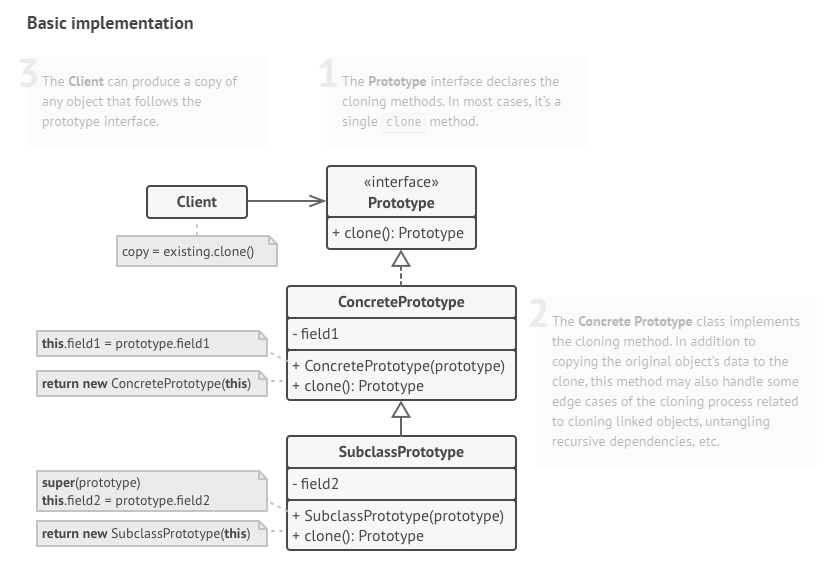 Basic implementation
3
The Client can produce a copy of
any object that follows the
prototype interface.
1
The Prototype interface declares the
cloning methods. In most cases, it's a
single clone method.
Client
copy = existing.clone()
«interface»
Prototype
+ clone(): Prototype
ConcretePrototype
- field1
+ ConcretePrototype(prototype)
+ clone(): Prototype
this.field1 = prototype.field1
return new ConcretePrototype(this)
2
The Concrete Prototype class implements
the cloning method. In addition to
copying the original object's data to the
clone, this method may also handle some
edge cases of the cloning process related
to cloning linked objects, untangling
recursive dependencies, etc.
SubclassPrototype
- field2
+ SubclassPrototype(prototype)
+ clone(): Prototype
super(prototype)
this.field2 = prototype.field2
return new SubclassPrototype(this)